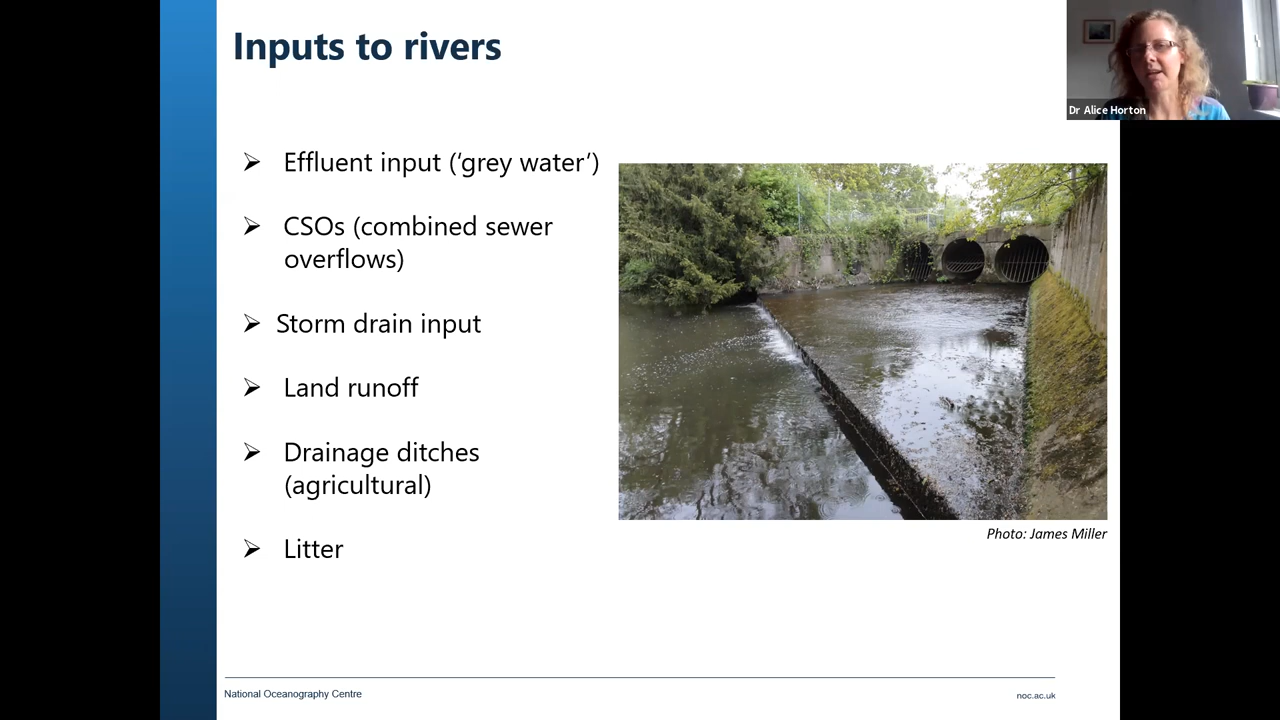 Inputs to rivers
Dr Alice Horton
➢ Effluent input (‘grey water’)
➢ CSOs (combined sewer
overflows)
➢ Storm drain input
➢ Land runoff
➢ Drainage ditches
(agricultural)
➢ Litter
Photo: James Miller
National Oceanography Centre
noc.ac.uk